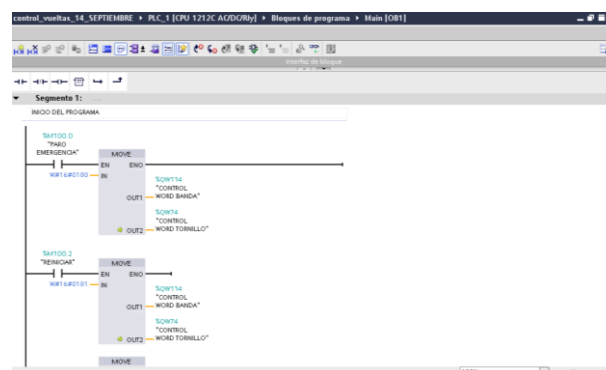 control_vueltas_14_SEPTIEMBRE ▸ PLC_1 [CPU 1212C AC/DC/Rly] ▸ Bloques de programa ▸ Main [OB1]
Interfaz de bloque
Segmento 1: ....
INICIO DEL PROGRAMA
%M100.0
"PARO
EMERGENCIA"
MOVE
EN ENO
W#16#0180 IN
%QW114
"CONTROL
OUT1 WORD BANDA"
%QW74
"CONTROL
OUT2 WORD TORNILLO"
%M100.2
"REINICIAR"
MOVE
EN ENO
W#16#0101 IN
%QW114
"CONTROL
OUT1 WORD BANDA"
%QW74
"CONTROL
OUT2 WORD TORNILLO"
MOVE